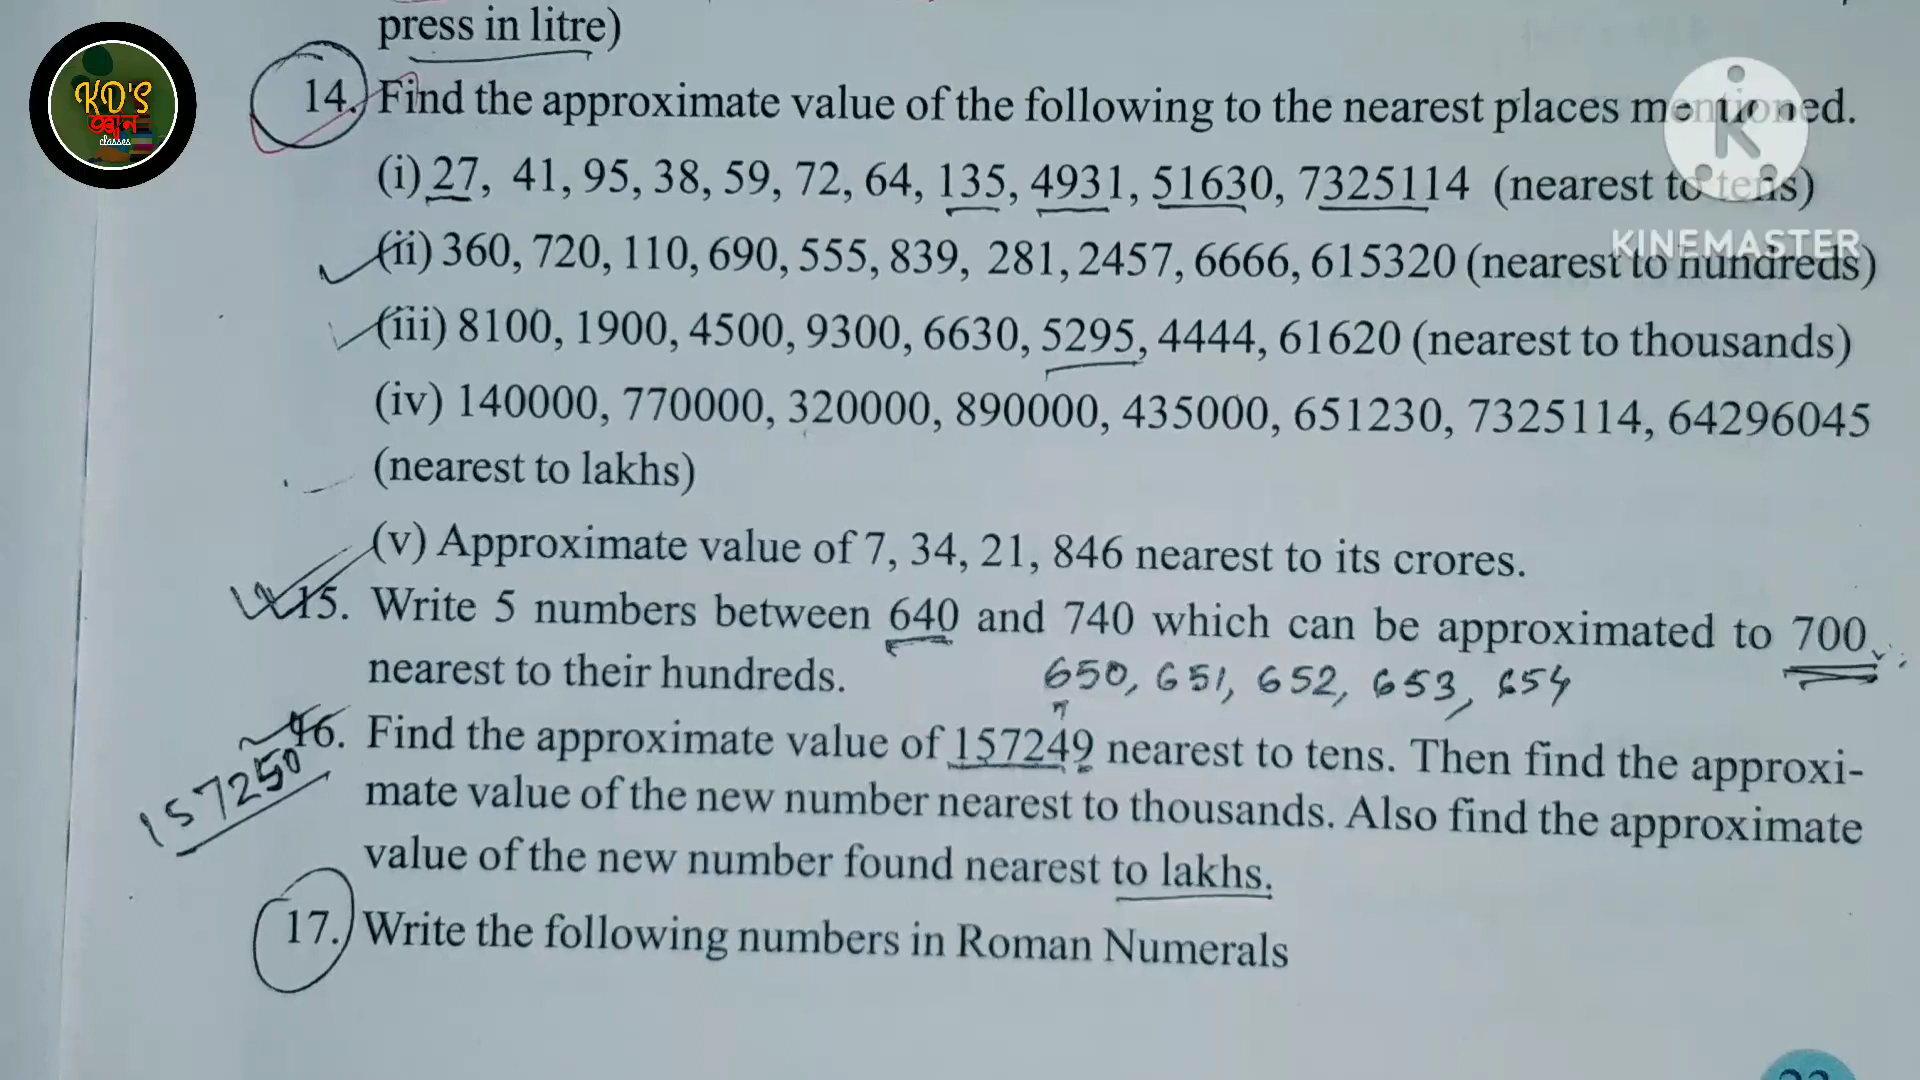 press in litre)
KD'S
জ্ঞান
classes
14. Find the approximate value of the following to the nearest places mentioned.
(i) 27, 41, 95, 38, 59, 72, 64, 135, 4931, 51630, 7325114 (nearest to tens)
KINEMASTER
(ii) 360, 720, 110, 690, 555, 839, 281, 2457, 6666, 615320 (nearest to hundreds)
(iii) 8100, 1900, 4500, 9300, 6630, 5295, 4444, 61620 (nearest to thousands)
(iv) 140000, 770000, 320000, 890000, 435000, 651230, 7325114, 64296045
(nearest to lakhs)
(v) Approximate value of 7, 34, 21, 846 nearest to its crores.
15. Write 5 numbers between 640 and 740 which can be approximated to 700
nearest to their hundreds.
650, 651, 652, 653, 654
16. Find the approximate value of 157249 nearest to tens. Then find the approxi-
157250
mate value of the new number nearest to thousands. Also find the approximate
value of the new number found nearest to lakhs.
17. Write the following numbers in Roman Numerals